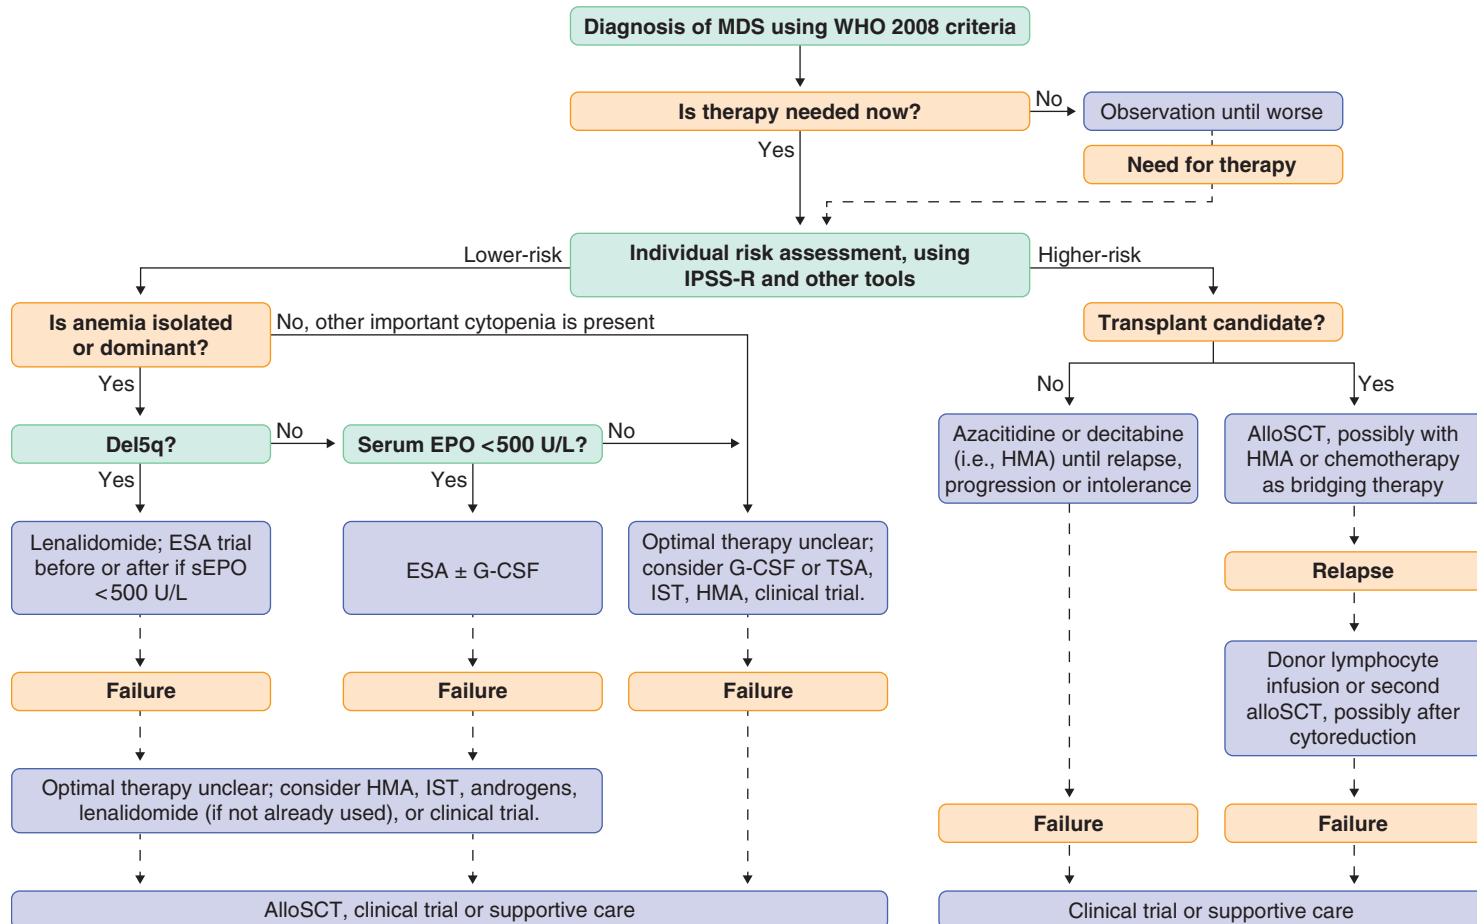 Diagnosis of MDS using WHO 2008 criteria
Is therapy needed now?
No
Observation until worse
Yes
Need for therapy
Lower-risk
Individual risk assessment, using
IPSS-R and other tools
Higher-risk
Is anemia isolated
or dominant?
No, other important cytopenia is present
Transplant candidate?
Yes
No
Yes
Del5q?
No
Serum EPO <500 U/L?
No
Azacitidine or decitabine
(i.e., HMA) until relapse,
progression or intolerance
AlloSCT, possibly with
HMA or chemotherapy
as bridging therapy
Yes
Yes
Lenalidomide; ESA trial
before or after if sEPO
<500 U/L
ESA ± G-CSF
Optimal therapy unclear;
consider G-CSF or TSA,
IST, HMA, clinical trial.
Relapse
Failure
Failure
Failure
Donor lymphocyte
infusion or second
alloSCT, possibly after
cytoreduction
Optimal therapy unclear; consider HMA, IST, androgens,
lenalidomide (if not already used), or clinical trial.
Failure
Failure
AlloSCT, clinical trial or supportive care
Clinical trial or supportive care